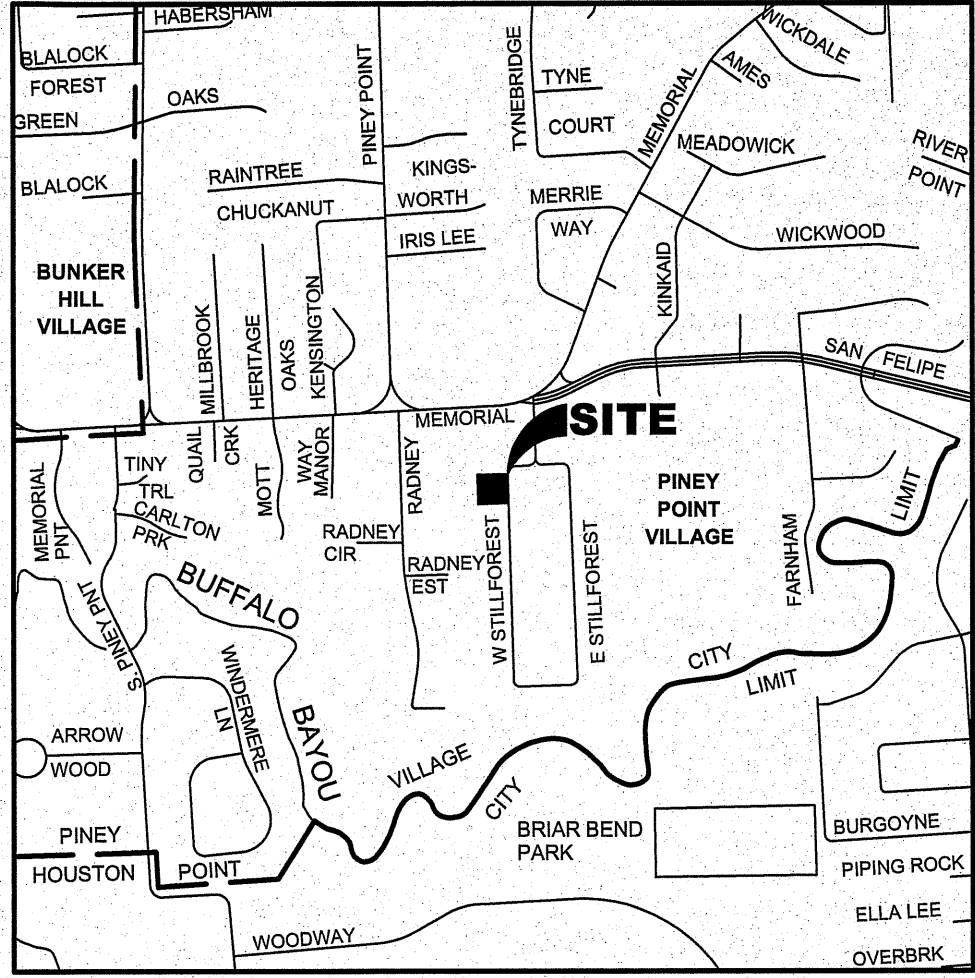 HABERSHAM
WICKDALE
BLALOCK
FOREST
GREEN
OAKS
PINEY POINT
TYNEBRIDGE
TYNE
COURT
MEMORIAL
AMES
MEADOWICK
RIVER
POINT
BLALOCK
RAINTREE
CHUCKANUT
KINGS-
WORTH
IRIS LEE
MERRIE
WAY
WICKWOOD
KINKAID
BUNKER
HILL
VILLAGE
MILLBROOK
HERITAGE
OAKS
KENSINGTON
SAN FELIPE
MEMORIAL
SITE
MEMORIAL
PNT
TINY
TRL
CARLTON
PRK
QUAIL
CRK
MOTT
WAY
MANOR
RADNEY
RADNEY
CIR
RADNEY
EST
W STILLFOREST
E STILLFOREST
PINEY
POINT
VILLAGE
FARNHAM
LIMIT
S. PINEY PNT
BUFFALO
BAYOU
WINDERMERE
LN
CITY
LIMIT
ARROW
WOOD
VILLAGE
CITY
BRIAR BEND
PARK
PINEY
HOUSTON
POINT
BURGOYNE
PIPING ROCK
ELLA LEE
OVERBRK
WOODWAY